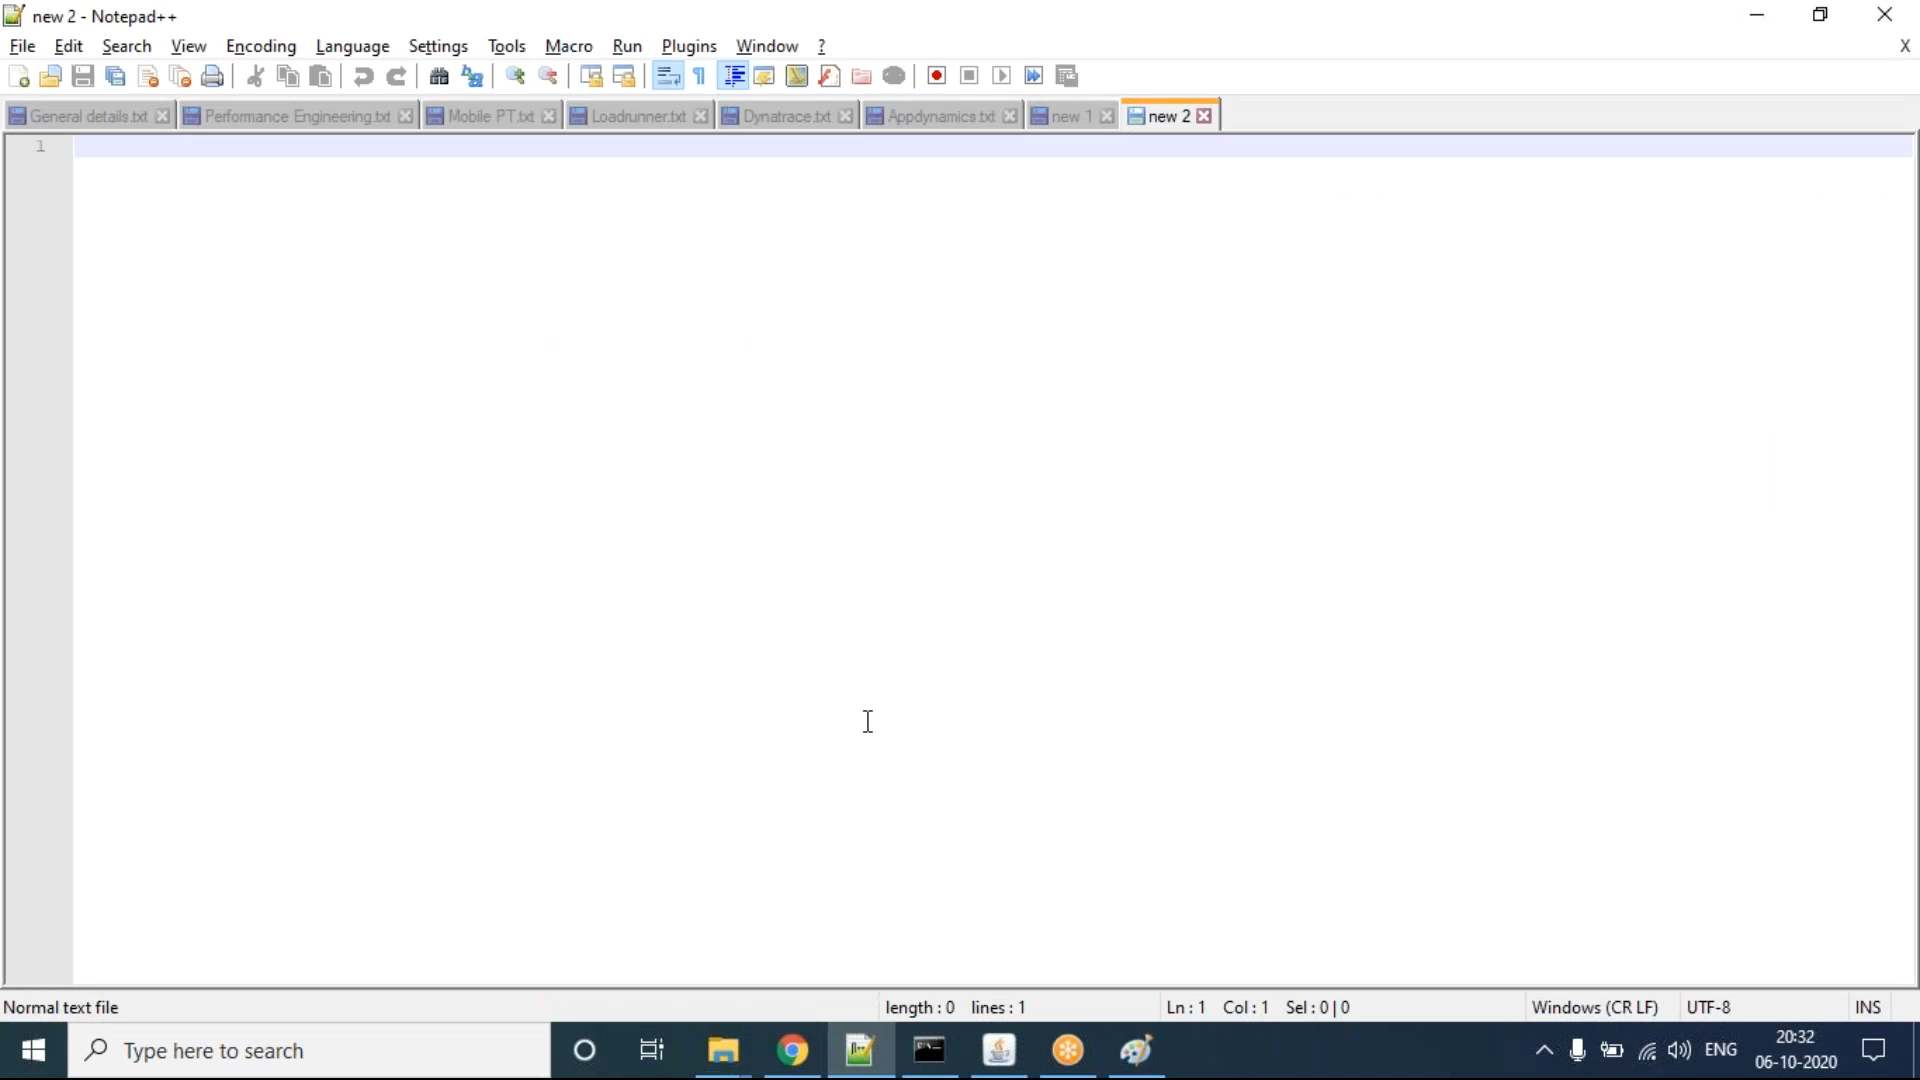 new 2 - Notepad++
File Edit Search View Encoding Language Settings Tools Macro Run Plugins Window ? X
General details.txt Performance Engineering.txt Mobile PT.txt Loadrunner.txt Dynatrace.txt Appdynamics.txt new 1 new 2
1
Normal text file length : 0 lines : 1 Ln : 1 Col : 1 Sel : 0 | 0 Windows (CR LF) UTF-8 INS
Type here to search ENG 20:32
06-10-2020